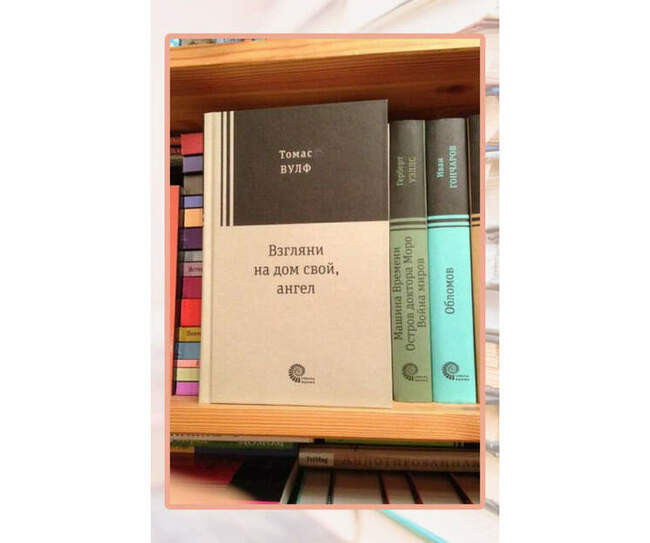 Томас
ВУЛФ
Взгляни
на дом свой,
ангел
Герберт
УЭЛЛС
Машина Времени
Остров доктора Моро
Война миров
Иван
ГОНЧАРОВ
Обломов
АННОТИРОВАННАЯ